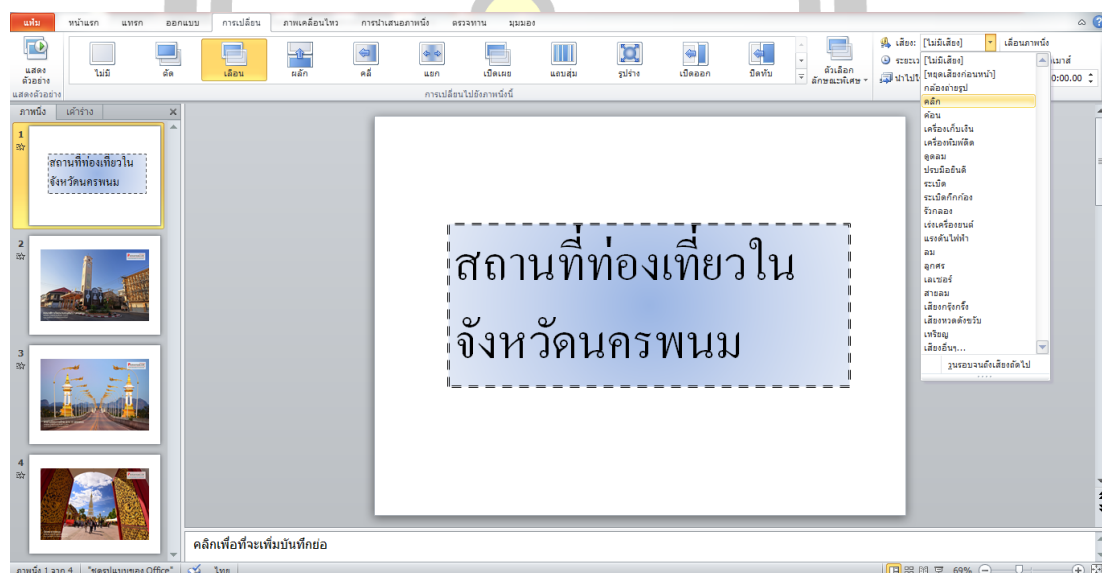 แฟ้ม หน้าแรก แทรก ออกแบบ การเปลี่ยน ภาพเคลื่อนไหว การนำเสนอภาพนิ่ง ตรวจทาน มุมมอง
แสดงตัวอย่าง
ไม่มี ตัด เลือน ผลัก คลี่ แยก เปิดเผย แถบสุ่ม รูปร่าง เปิดออก ปิดทับ
ตัวเลือกลักษณะพิเศษ
เสียง: [ไม่มีเสียง] เลื่อนภาพนิ่ง
แสดงตัวอย่าง
การเปลี่ยนไปยังภาพนิ่งนี้
0:00.00
[ไม่มีเสียง]
[หยุดเสียงก่อนหน้า]
กล้องถ่ายรูป
คลิก
ค้อน
เครื่องเก็บเงิน
เครื่องพิมพ์ดีด
ดูดลม
ปรบมือยินดี
ระเบิด
ระเบิดกึกก้อง
รัวกลอง
เร่งเครื่องยนต์
แรงดันไฟฟ้า
ลม
ลูกศร
เลเซอร์
สายลม
เสียงกรุ๊งกริ๊ง
เสียงหวดดังขวับ
เหรียญ
เสียงอื่นๆ...
วนรอบจนถึงเสียงถัดไป
ภาพนิ่ง เค้าร่าง
1
สถานที่ท่องเที่ยวใน
จังหวัดนครพนม
2
3
4
สถานที่ท่องเที่ยวใน
จังหวัดนครพนม
คลิกเพื่อที่จะเพิ่มบันทึกย่อ
ภาพนิ่ง 1 จาก 4 "ชุดรูปแบบของ Office" ไทย 69%